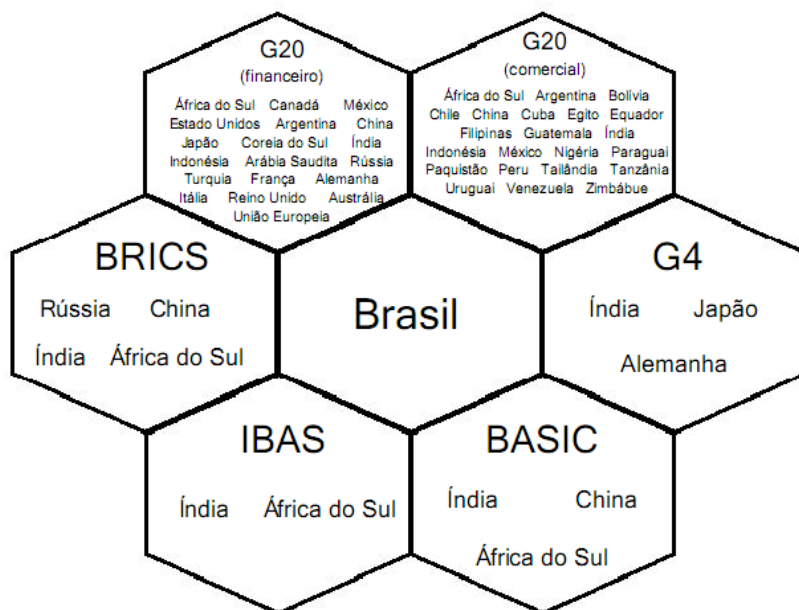 G20
(financeiro)
África do Sul Canadá México
Estado Unidos Argentina China
Japão Coreia do Sul Índia
Indonésia Arábia Saudita Rússia
Turquia França Alemanha
Itália Reino Unido Austrália
União Europeia
G20
(comercial)
África do Sul Argentina Bolívia
Chile China Cuba Egito Equador
Filipinas Guatemala Índia
Indonésia México Nigéria Paraguai
Paquistão Peru Tailândia Tanzânia
Uruguai Venezuela Zimbábue
BRICS
Rússia China
Índia África do Sul
Brasil
G4
Índia Japão
Alemanha
IBAS
Índia África do Sul
BASIC
Índia China
África do Sul